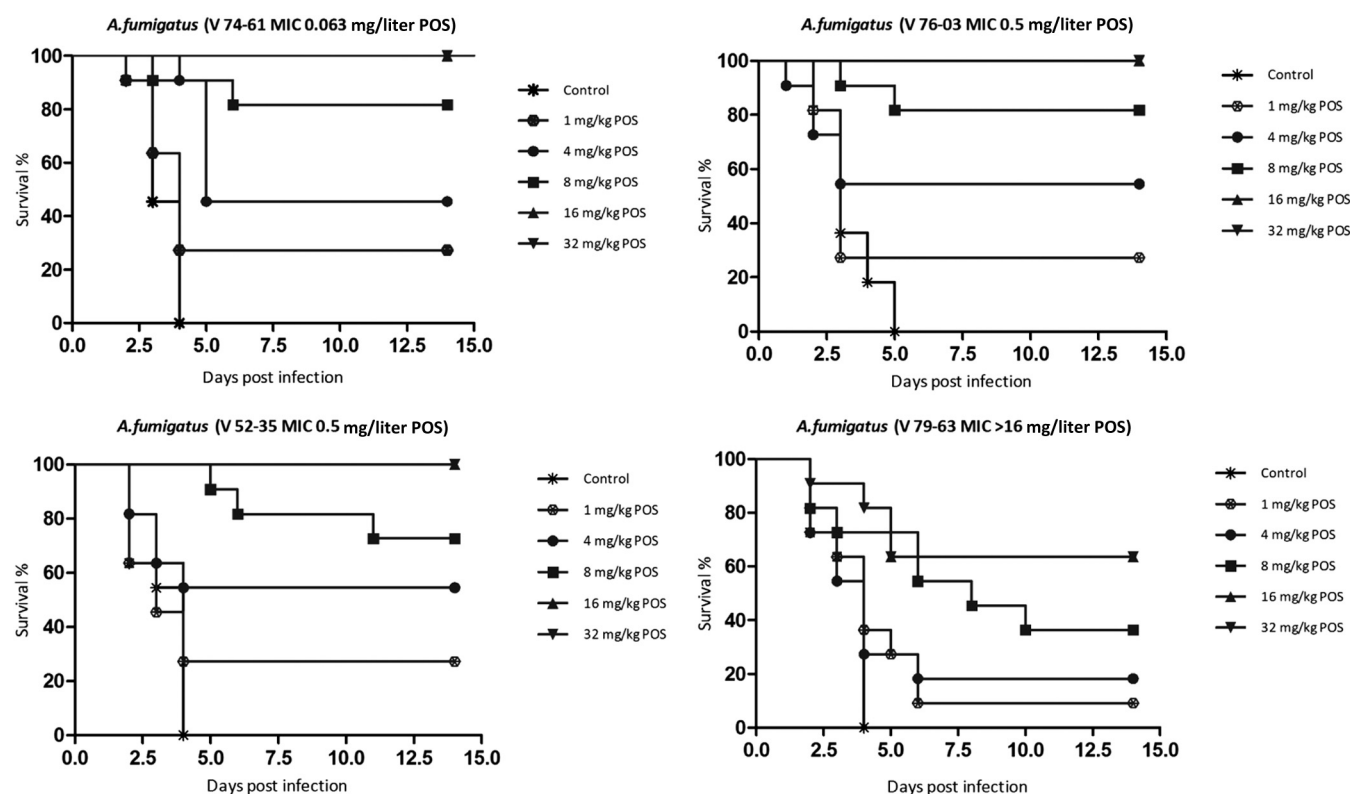 A.fumigatus (V 74-61 MIC 0.063 mg/liter POS)
100
80
60
40
20
0
Survival %
0.0 2.5 5.0 7.5 10.0 12.5 15.0
Days post infection
Control
1 mg/kg POS
4 mg/kg POS
8 mg/kg POS
16 mg/kg POS
32 mg/kg POS
A.fumigatus (V 76-03 MIC 0.5 mg/liter POS)
100
80
60
40
20
0
Survival %
0.0 2.5 5.0 7.5 10.0 12.5 15.0
Days post infection
Control
1 mg/kg POS
4 mg/kg POS
8 mg/kg POS
16 mg/kg POS
32 mg/kg POS
A.fumigatus (V 52-35 MIC 0.5 mg/liter POS)
100
80
60
40
20
0
Survival %
0.0 2.5 5.0 7.5 10.0 12.5 15.0
Days post infection
Control
1 mg/kg POS
4 mg/kg POS
8 mg/kg POS
16 mg/kg POS
32 mg/kg POS
A.fumigatus (V 79-63 MIC >16 mg/liter POS)
100
80
60
40
20
0
Survival %
0.0 2.5 5.0 7.5 10.0 12.5 15.0
Days post infection
Control
1 mg/kg POS
4 mg/kg POS
8 mg/kg POS
16 mg/kg POS
32 mg/kg POS